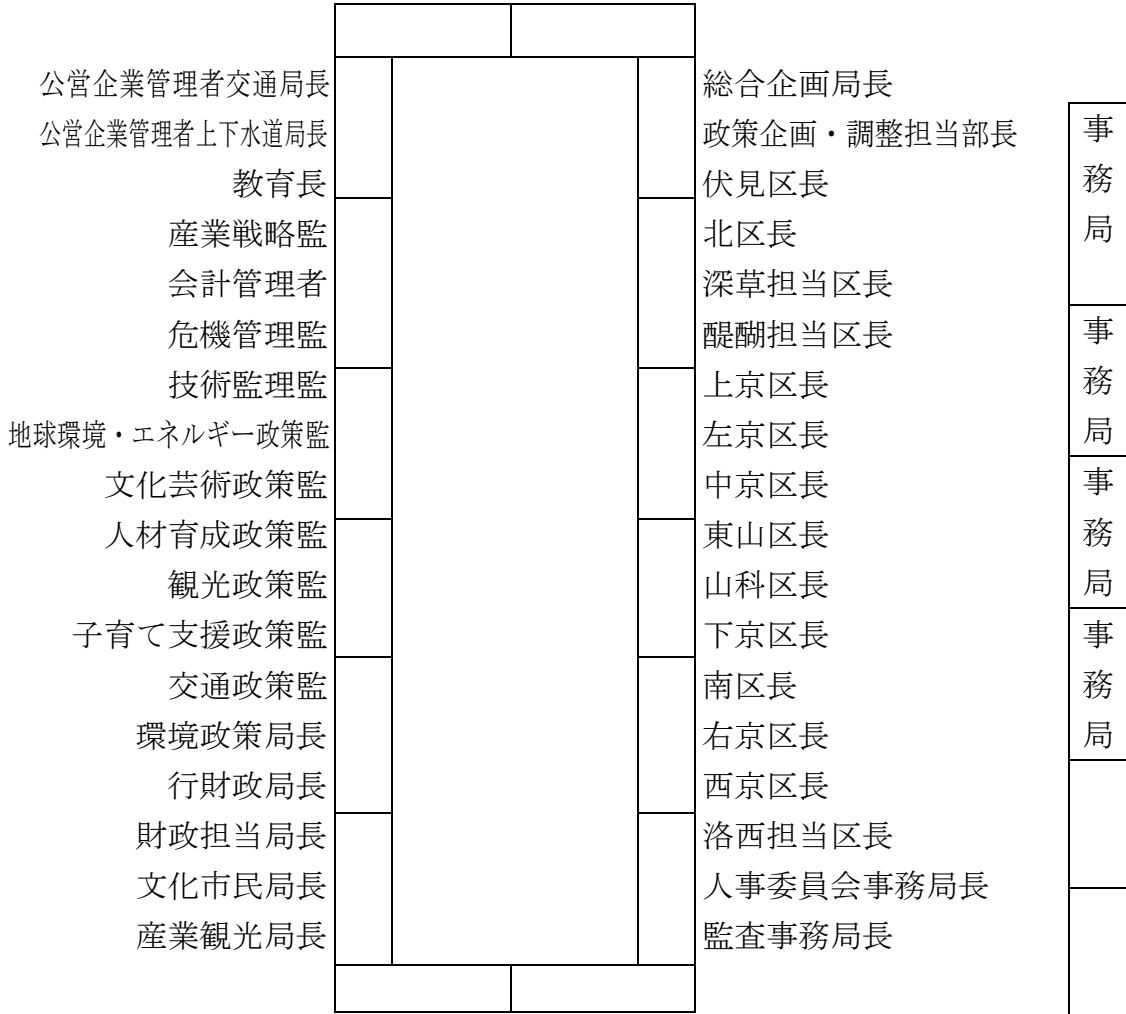 公営企業管理者交通局長
公営企業管理者上下水道局長
教育長
産業戦略監
会計管理者
危機管理監
技術監理監
地球環境・エネルギー政策監
文化芸術政策監
人材育成政策監
観光政策監
子育て支援政策監
交通政策監
環境政策局長
行財政局長
財政担当局長
文化市民局長
産業観光局長
総合企画局長
政策企画・調整担当部長
伏見区長
北区長
深草担当区長
醍醐担当区長
上京区長
左京区長
中京区長
東山区長
山科区長
下京区長
南区長
右京区長
西京区長
洛西担当区長
人事委員会事務局長
監査事務局長
事務局
事務局
事務局
事務局